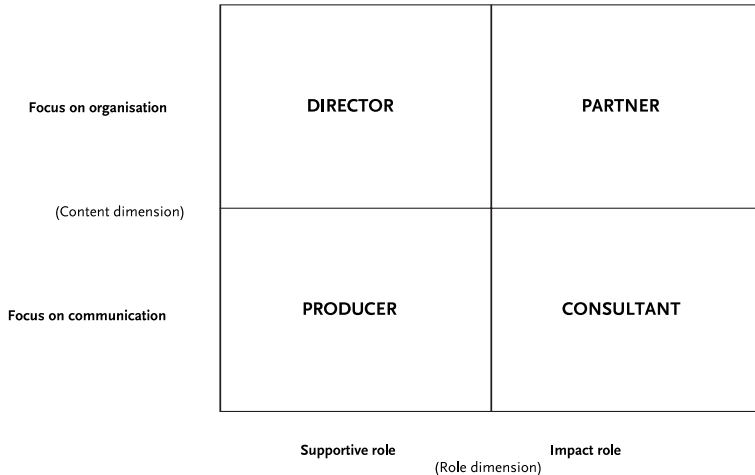 DIRECTOR
PARTNER
Focus on organisation
(Content dimension)
PRODUCER
CONSULTANT
Focus on communication
Supportive role
Impact role
(Role dimension)